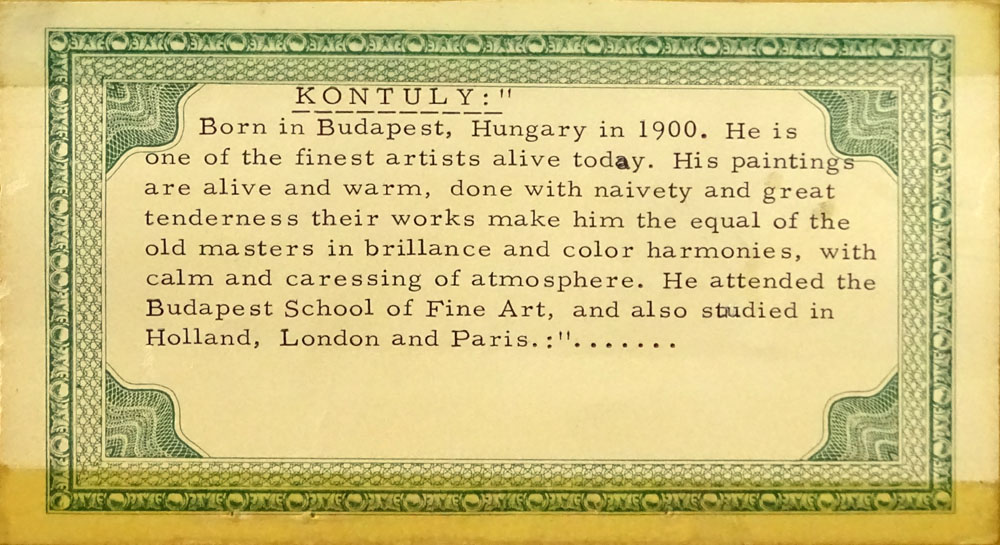 KONTULY:"
Born in Budapest, Hungary in 1900. He is
one of the finest artists alive today. His paintings
are alive and warm, done with naivety and great
tenderness their works make him the equal of the
old masters in brillance and color harmonies, with
calm and caressing of atmosphere. He attended the
Budapest School of Fine Art, and also studied in
Holland, London and Paris.:".......